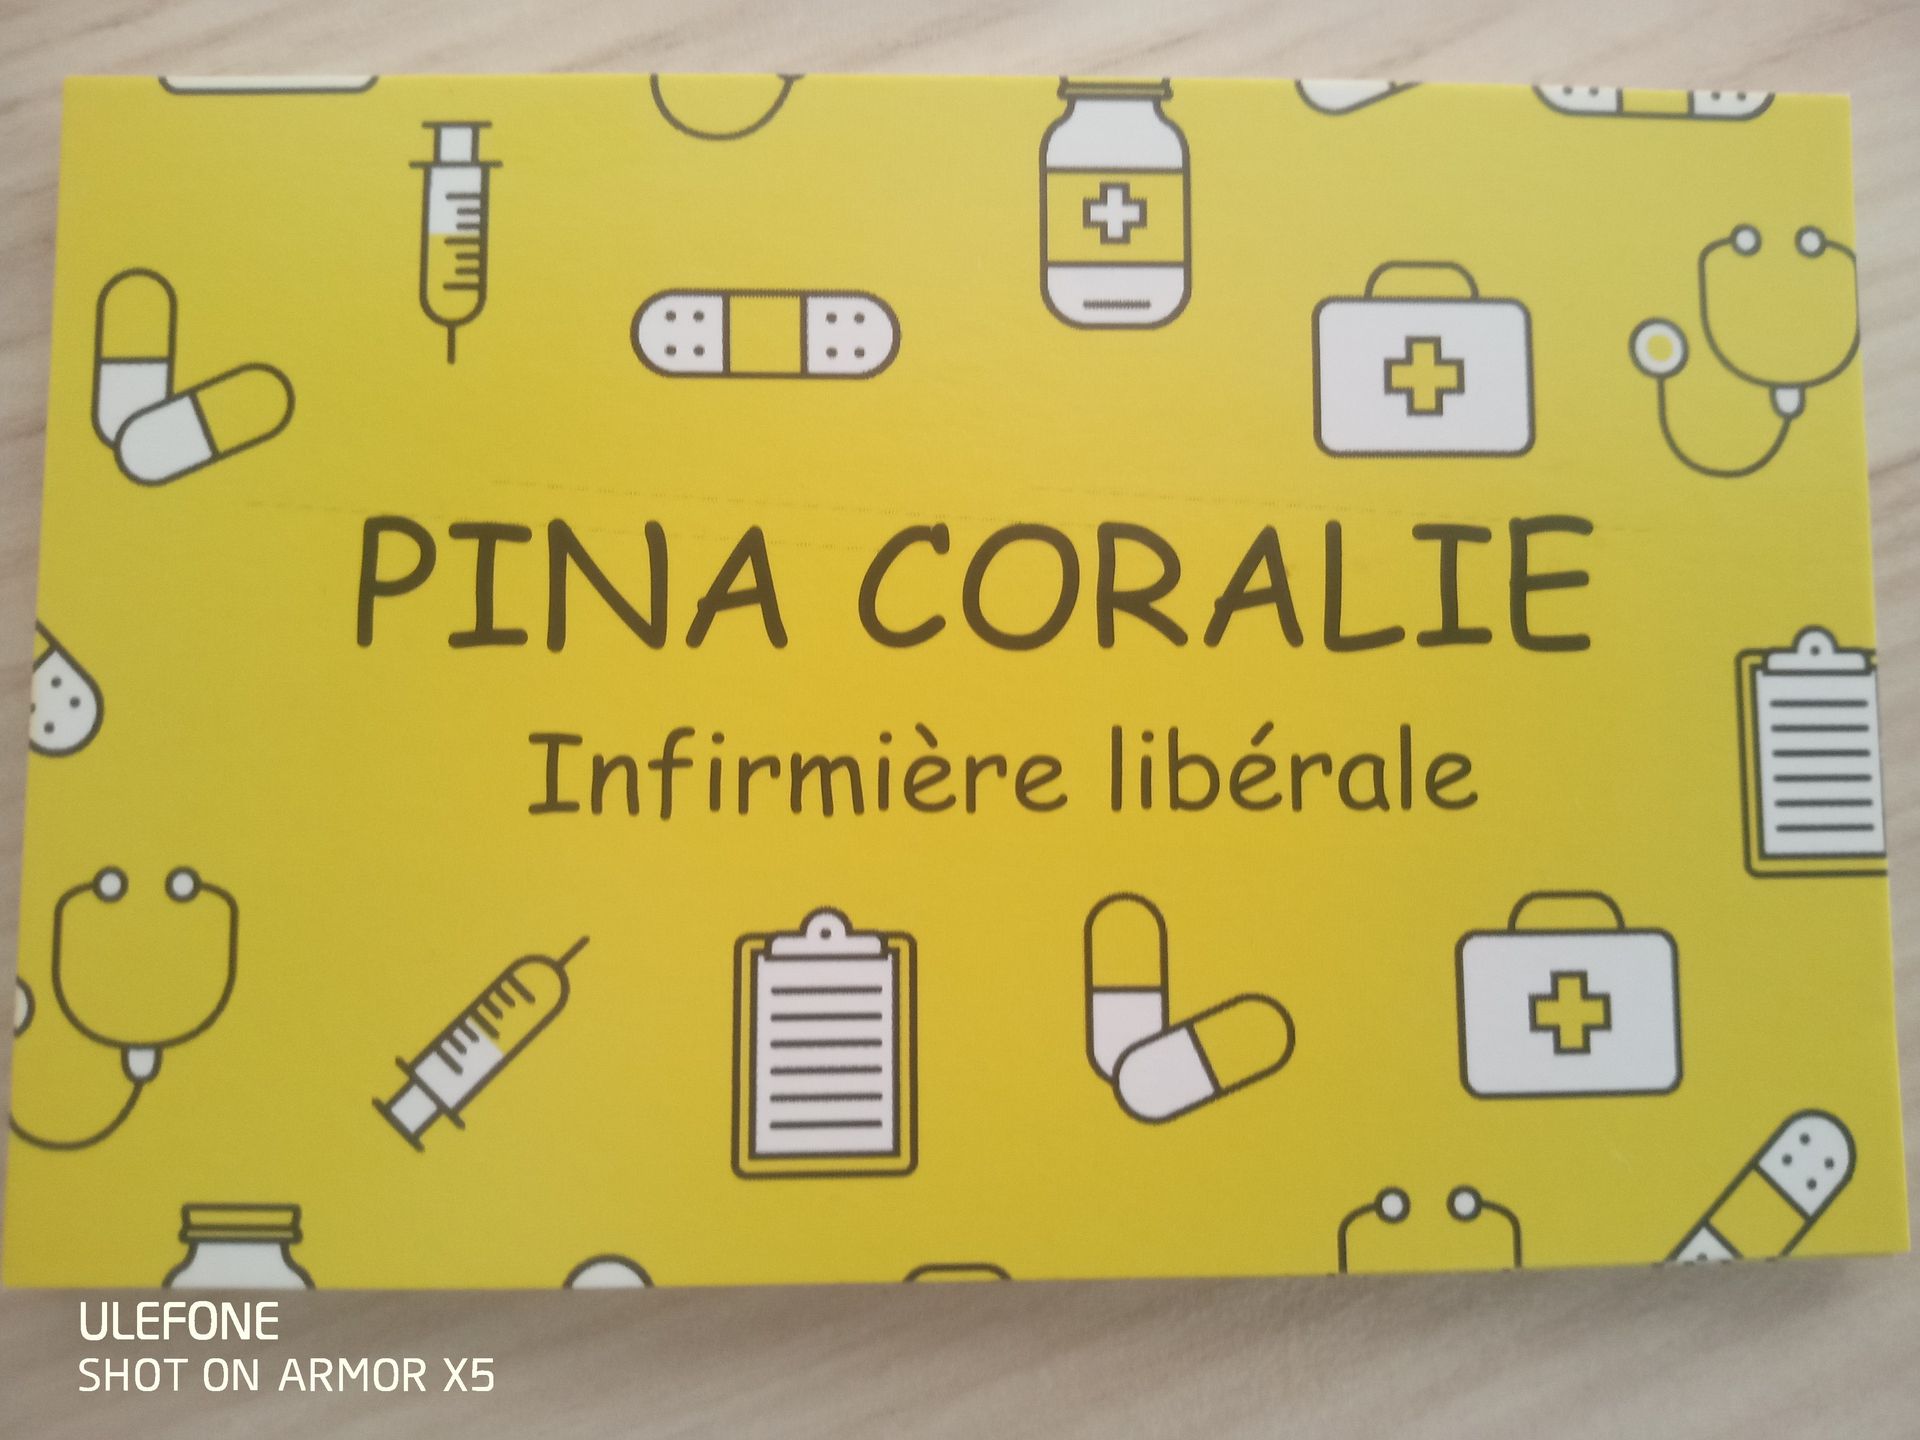 PINA CORALIE
Infirmière libérale
ULEFONE
SHOT ON ARMOR X5